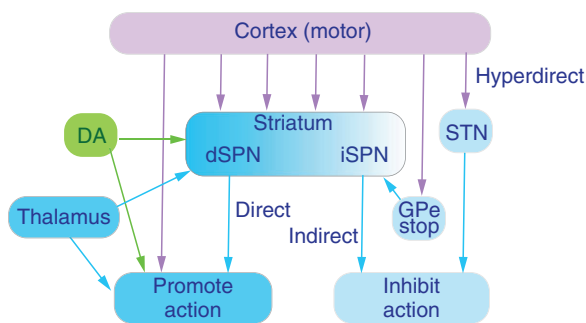 Cortex (motor)
Hyperdirect
Striatum
DA
STN
dSPN iSPN
Thalamus
Direct
GPe
stop
Indirect
Promote
action
Inhibit
action